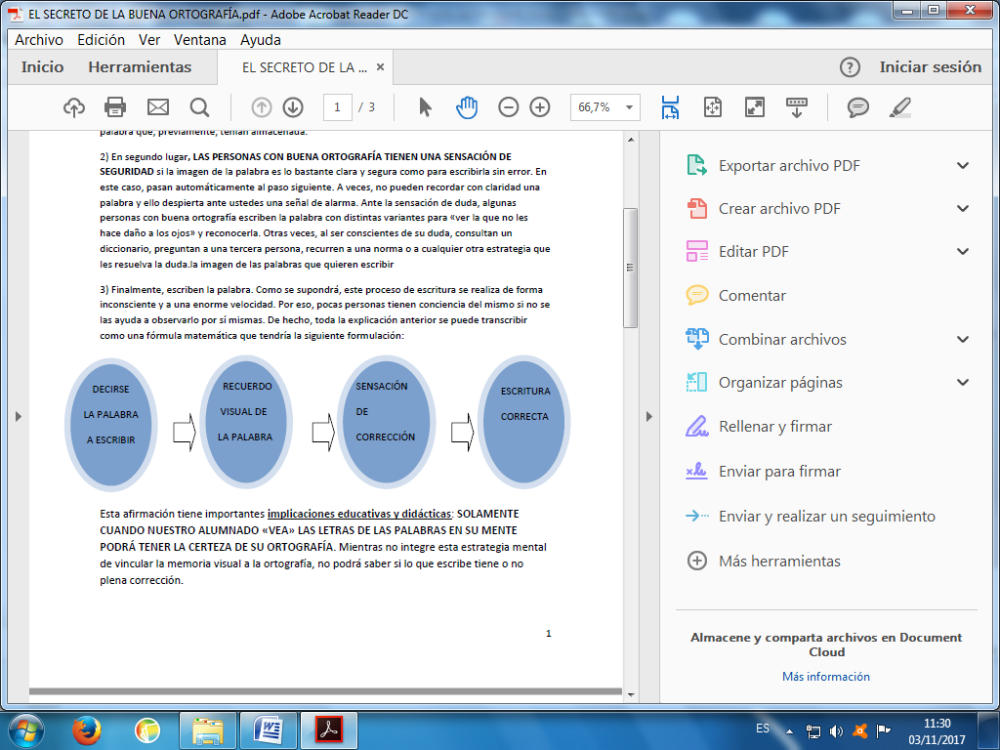 EL SECRETO DE LA BUENA ORTOGRAFÍA.pdf - Adobe Acrobat Reader DC
Archivo Edición Ver Ventana Ayuda
Inicio Herramientas EL SECRETO DE LA ... × ? Iniciar sesión
1 / 3 66,7%
palabra que, previamente, tenían almacenada.
2) En segundo lugar, LAS PERSONAS CON BUENA ORTOGRAFÍA TIENEN UNA SENSACIÓN DE
SEGURIDAD si la imagen de la palabra es lo bastante clara y segura como para escribirla sin error. En
este caso, pasan automáticamente al paso siguiente. A veces, no pueden recordar con claridad una
palabra y ello despierta ante ustedes una señal de alarma. Ante la sensación de duda, algunas
personas con buena ortografía escriben la palabra con distintas variantes para «ver la que no les
hace daño a los ojos» y reconocerla. Otras veces, al ser conscientes de su duda, consultan un
diccionario, preguntan a una tercera persona, recurren a una norma o a cualquier otra estrategia que
les resuelva la duda.la imagen de las palabras que quieren escribir
3) Finalmente, escriben la palabra. Como se supondrá, este proceso de escritura se realiza de forma
inconsciente y a una enorme velocidad. Por eso, pocas personas tienen conciencia del mismo si no se
las ayuda a observarlo por sí mismas. De hecho, toda la explicación anterior se puede transcribir
como una fórmula matemática que tendría la siguiente formulación:
DECIRSE
LA PALABRA
A ESCRIBIR
RECUERDO
VISUAL DE
LA PALABRA
SENSACIÓN
DE
CORRECCIÓN
ESCRITURA
CORRECTA
Esta afirmación tiene importantes implicaciones educativas y didácticas: SOLAMENTE
CUANDO NUESTRO ALUMNADO «VEA» LAS LETRAS DE LAS PALABRAS EN SU MENTE
PODRÁ TENER LA CERTEZA DE SU ORTOGRAFÍA. Mientras no integre esta estrategia mental
de vincular la memoria visual a la ortografía, no podrá saber si lo que escribe tiene o no
plena corrección.
1
Exportar archivo PDF
Crear archivo PDF
Editar PDF
Comentar
Combinar archivos
Organizar páginas
Rellenar y firmar
Enviar para firmar
Enviar y realizar un seguimiento
Más herramientas
Almacene y comparta archivos en Document
Cloud
Más información
ES
11:30
03/11/2017